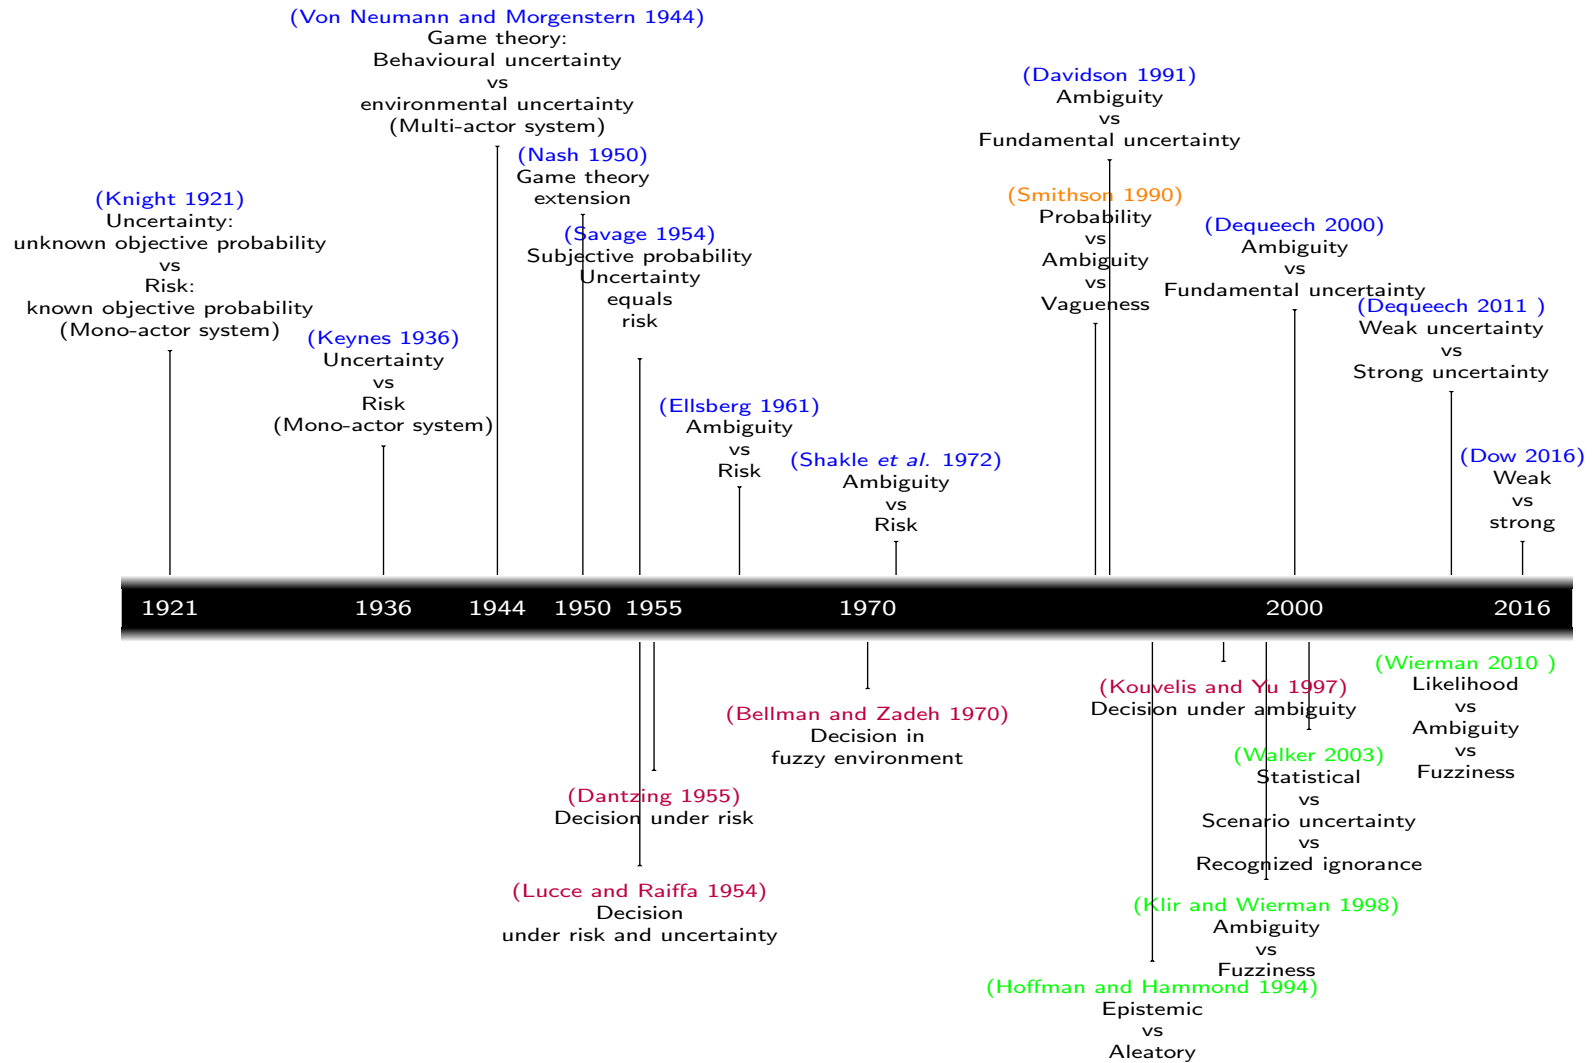 (Von Neumann and Morgenstern 1944)
Game theory:
Behavioural uncertainty
vs
environmental uncertainty
(Multi-actor system)
(Nash 1950)
Game theory
extension
(Knight 1921)
Uncertainty:
unknown objective probability
vs
Risk:
known objective probability
(Mono-actor system)
(Savage 1954)
Subjective probability
Uncertainty
equals
risk
(Keynes 1936)
Uncertainty
vs
Risk
(Mono-actor system)
(Ellsberg 1961)
Ambiguity
vs
Risk
(Shakle et al. 1972)
Ambiguity
vs
Risk
(Davidson 1991)
Ambiguity
vs
Fundamental uncertainty
(Smithson 1990)
Probability
vs
Ambiguity
vs
Vagueness
(Dequeech 2000)
Ambiguity
vs
Fundamental uncertainty
(Dequeech 2011 )
Weak uncertainty
vs
Strong uncertainty
(Dow 2016)
Weak
vs
strong
1921 1936 1944 1950 1955 1970 2000 2016
(Dantzing 1955)
Decision under risk
(Lucce and Raiffa 1954)
Decision
under risk and uncertainty
(Bellman and Zadeh 1970)
Decision in
fuzzy environment
(Kouvelis and Yu 1997)
Decision under ambiguity
(Wierman 2010 )
Likelihood
vs
Ambiguity
vs
Fuzziness
(Walker 2003)
Statistical
vs
Scenario uncertainty
vs
Recognized ignorance
(Klir and Wierman 1998)
Ambiguity
vs
Fuzziness
(Hoffman and Hammond 1994)
Epistemic
vs
Aleatory